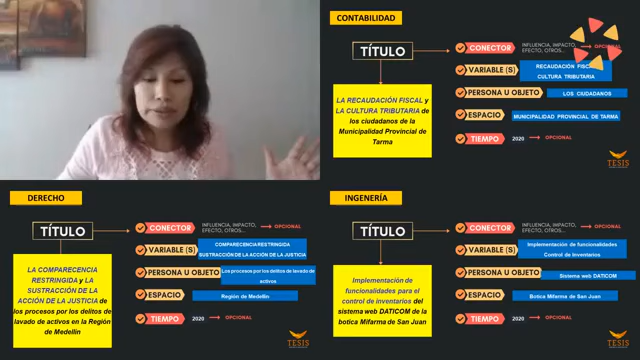 CONTABILIDAD
TÍTULO
CONECTOR
INFLUENCIA, IMPACTO,
EFECTO, OTROS...
OPCIONAL
VARIABLE (S)
RECAUDACIÓN FISCAL
CULTURA TRIBUTARIA
LA RECAUDACIÓN FISCAL y
LA CULTURA TRIBUTARIA de
los ciudadanos de la
Municipalidad Provincial de
Tarma
PERSONA U OBJETO
LOS CIUDADANOS
ESPACIO
MUNICIPALIDAD PROVINCIAL DE TARMA
TIEMPO
2020
OPCIONAL
TESIS
DERECHO
TÍTULO
CONECTOR
INFLUENCIA, IMPACTO,
EFECTO, OTROS...
OPCIONAL
VARIABLE (S)
COMPARECENCIA RESTRINGIDA
SUSTRACCIÓN DE LA ACCIÓN DE LA JUSTICIA
LA COMPARECENCIA
RESTRINGIDA y LA
SUSTRACCIÓN DE LA
ACCIÓN DE LA JUSTICIA de
los procesos por los delitos de
lavado de activos en la Región
de Medellín
PERSONA U OBJETO
Los procesos por los delitos de lavado de
activos
ESPACIO
Región de Medellín
TIEMPO
2020
OPCIONAL
TESIS
INGENERÍA
TÍTULO
CONECTOR
INFLUENCIA, IMPACTO,
EFECTO, OTROS...
OPCIONAL
VARIABLE (S)
Implementación de funcionalidades
Control de inventarios
Implementación de
funcionalidades para el
control de inventarios del
sistema web DATICOM de
la botica Mifarma de San Juan
PERSONA U OBJETO
Sistema web DATICOM
ESPACIO
Botica Mifarma de San Juan
TIEMPO
2020
OPCIONAL
TESIS